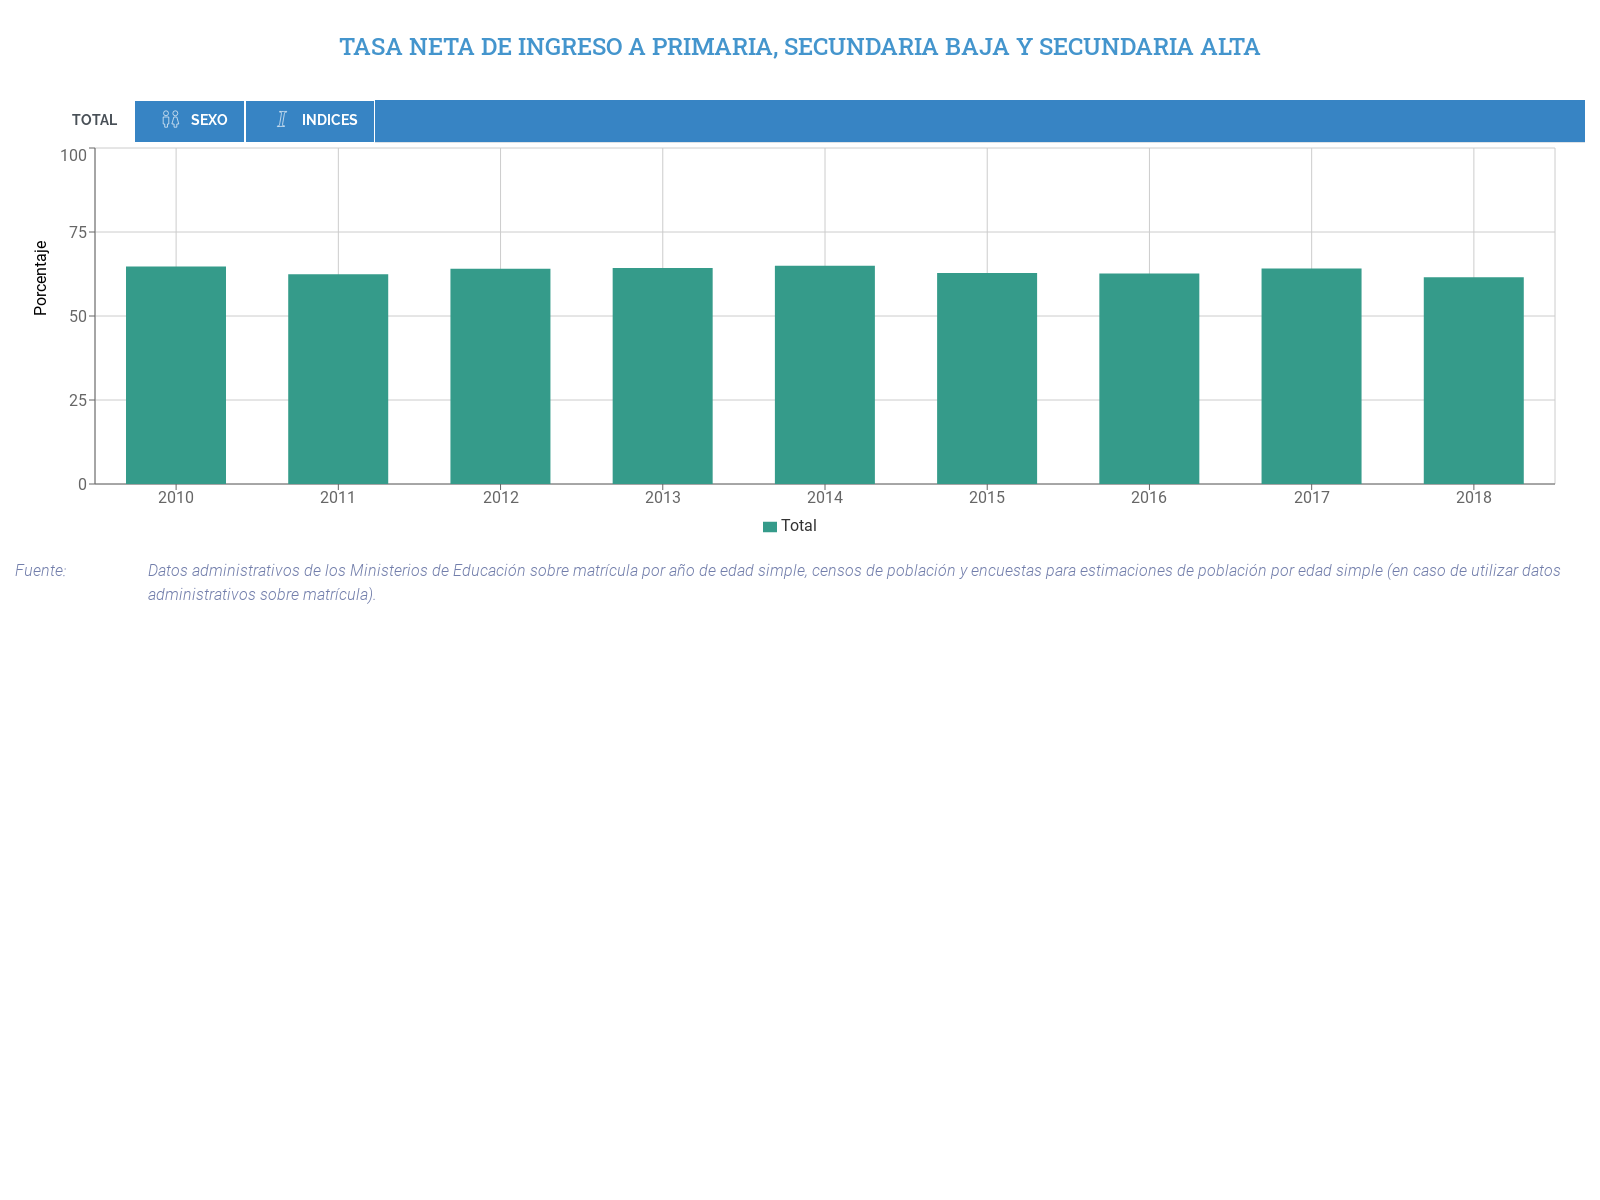 TASA NETA DE INGRESO A PRIMARIA, SECUNDARIA BAJA Y SECUNDARIA ALTA
TOTAL SEXO INDICES
100
75
50
25
0
Porcentaje
2010 2011 2012 2013 2014 2015 2016 2017 2018
Total
Fuente: Datos administrativos de los Ministerios de Educación sobre matrícula por año de edad simple, censos de población y encuestas para estimaciones de población por edad simple (en caso de utilizar datos
administrativos sobre matrícula).